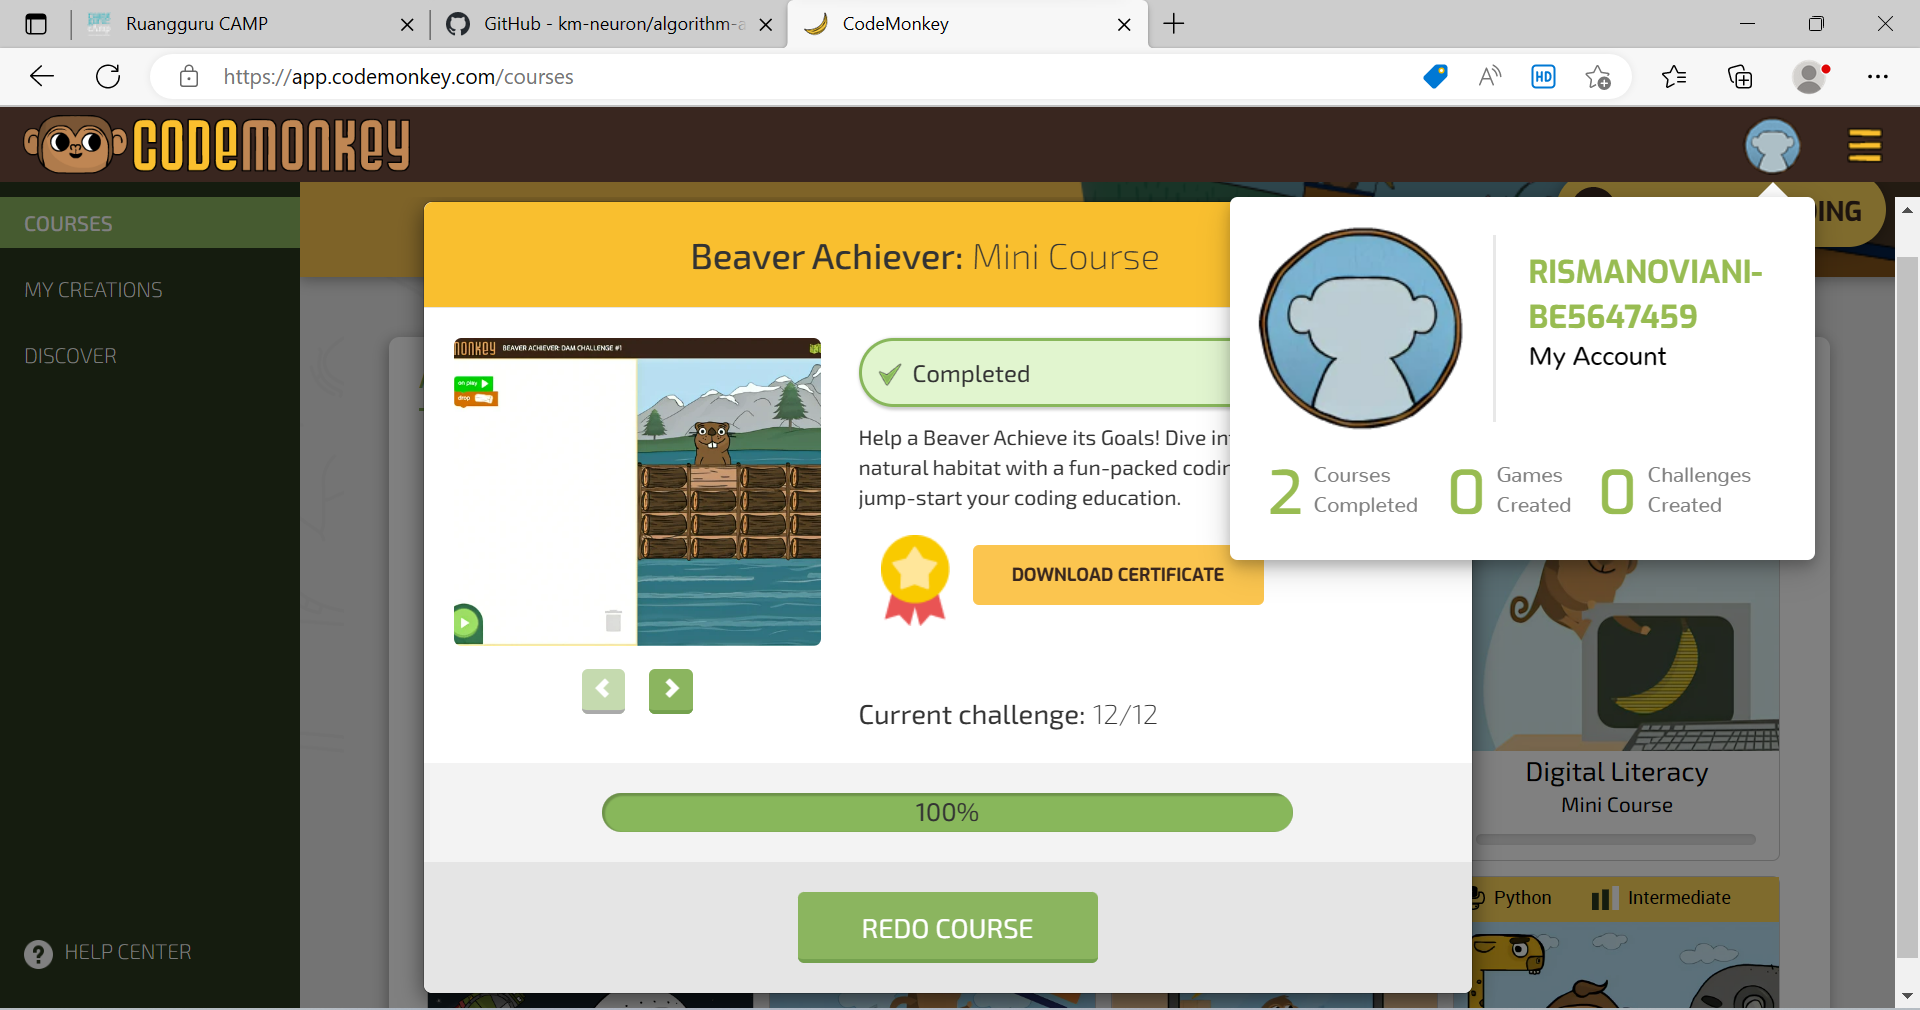 Ruangguru CAMP
GitHub - km-neuron/algorithm-a
CodeMonkey
https://app.codemonkey.com/courses
HD
CODEMONKEY
COURSES
MY CREATIONS
DISCOVER
HELP CENTER
ING
Beaver Achiever: Mini Course
monkey BEAVER ACHIEVER: DAM CHALLENGE #1
on play
drop
Completed
Help a Beaver Achieve its Goals! Dive in
natural habitat with a fun-packed codin
jump-start your coding education.
DOWNLOAD CERTIFICATE
Current challenge: 12/12
100%
REDO COURSE
RISMANOVIANI-
BE5647459
My Account
2 Courses Completed
0 Games Created
0 Challenges Created
Digital Literacy
Mini Course
Python Intermediate